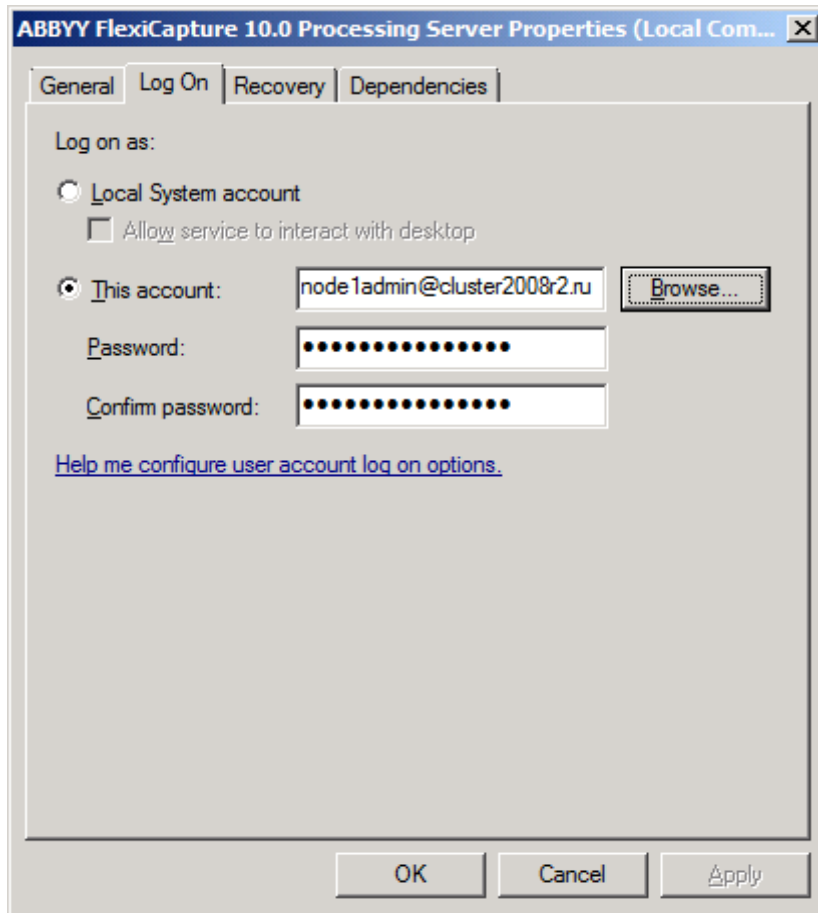 ABBYY FlexiCapture 10.0 Processing Server Properties (Local Com...
General Log On Recovery Dependencies
Log on as:
Local System account
Allow service to interact with desktop
This account: node1admin@cluster2008r2.ru Browse...
Password: ●●●●●●●●●●●●●●●
Confirm password: ●●●●●●●●●●●●●●●
Help me configure user account log on options.
OK Cancel Apply